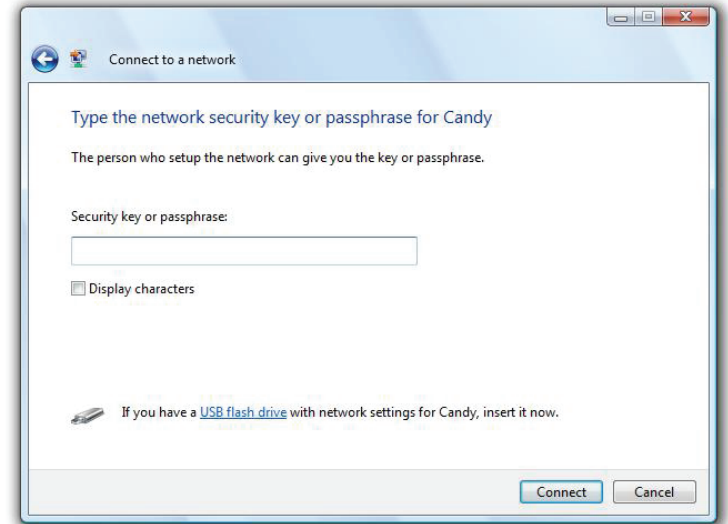 Connect to a network
Type the network security key or passphrase for Candy
The person who setup the network can give you the key or passphrase.
Security key or passphrase:
Display characters
If you have a USB flash drive with network settings for Candy, insert it now.
Connect Cancel